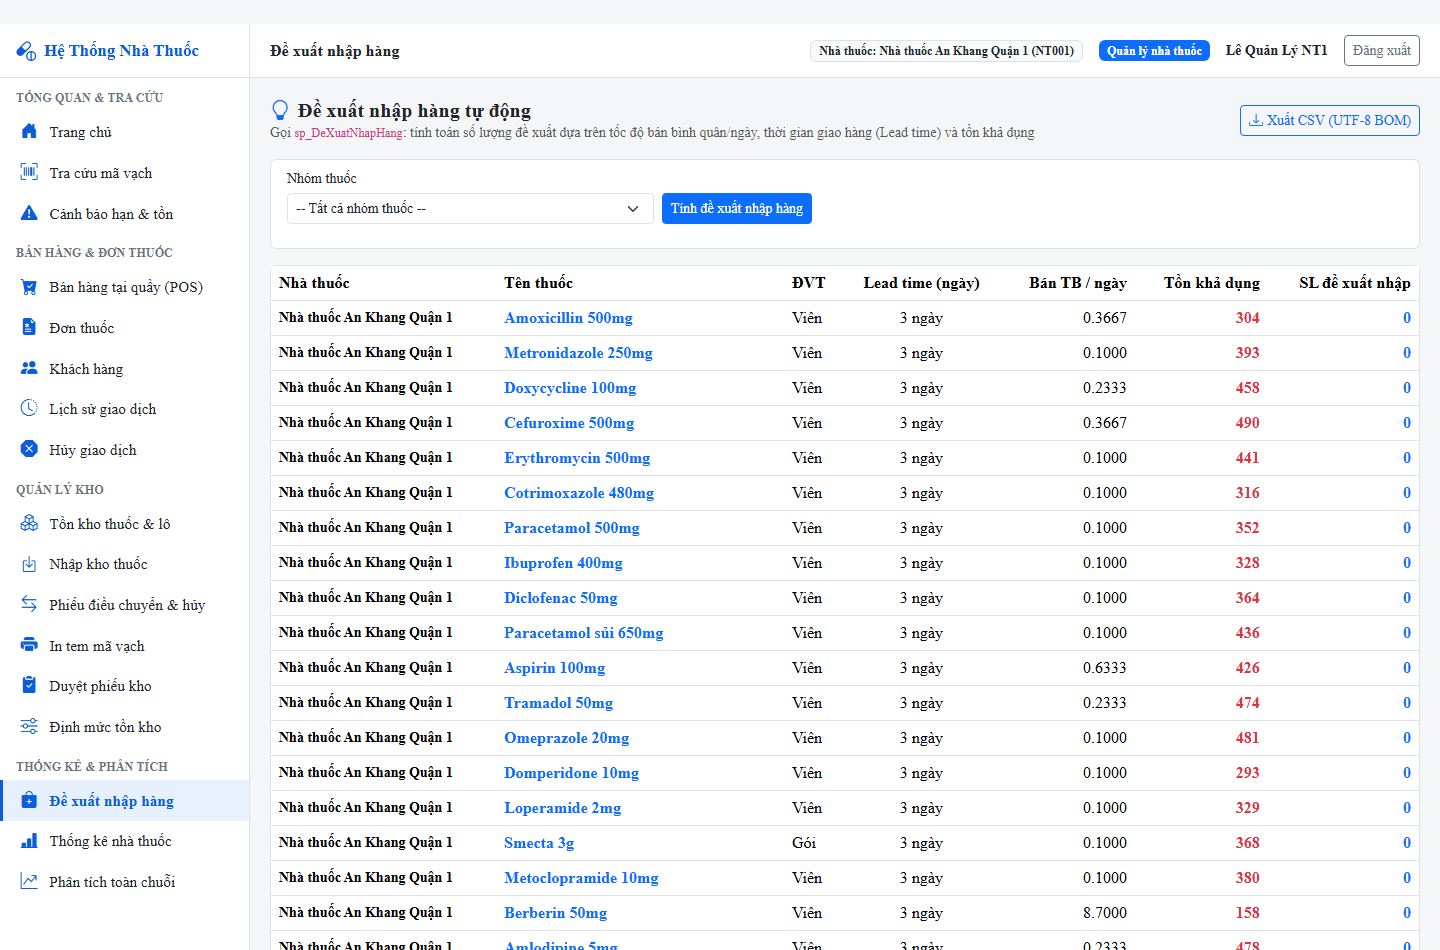 Hệ Thống Nhà Thuốc
Đề xuất nhập hàng
Nhà thuốc: Nhà thuốc An Khang Quận 1 (NT001)
Quản lý nhà thuốc
Lê Quản Lý NT1
Đăng xuất
TỔNG QUAN & TRA CỨU
Trang chủ
Tra cứu mã vạch
Cảnh báo hạn & tồn
BÁN HÀNG & ĐƠN THUỐC
Bán hàng tại quầy (POS)
Đơn thuốc
Khách hàng
Lịch sử giao dịch
Hủy giao dịch
QUẢN LÝ KHO
Tồn kho thuốc & lô
Nhập kho thuốc
Phiếu điều chuyển & hủy
In tem mã vạch
Duyệt phiếu kho
Định mức tồn kho
THỐNG KÊ & PHÂN TÍCH
Đề xuất nhập hàng
Thống kê nhà thuốc
Phân tích toàn chuỗi
Đề xuất nhập hàng tự động
Gọi sp_DeXuatNhapHang: tính toán số lượng đề xuất dựa trên tốc độ bán bình quân/ngày, thời gian giao hàng (Lead time) và tồn khả dụng
Xuất CSV (UTF-8 BOM)
Nhóm thuốc
-- Tất cả nhóm thuốc --
Tính đề xuất nhập hàng
Nhà thuốc Tên thuốc ĐVT Lead time (ngày) Bán TB / ngày Tồn khả dụng SL đề xuất nhập
Nhà thuốc An Khang Quận 1 Amoxicillin 500mg Viên 3 ngày 0.3667 304 0
Nhà thuốc An Khang Quận 1 Metronidazole 250mg Viên 3 ngày 0.1000 393 0
Nhà thuốc An Khang Quận 1 Doxycycline 100mg Viên 3 ngày 0.2333 458 0
Nhà thuốc An Khang Quận 1 Cefuroxime 500mg Viên 3 ngày 0.3667 490 0
Nhà thuốc An Khang Quận 1 Erythromycin 500mg Viên 3 ngày 0.1000 441 0
Nhà thuốc An Khang Quận 1 Cotrimoxazole 480mg Viên 3 ngày 0.1000 316 0
Nhà thuốc An Khang Quận 1 Paracetamol 500mg Viên 3 ngày 0.1000 352 0
Nhà thuốc An Khang Quận 1 Ibuprofen 400mg Viên 3 ngày 0.1000 328 0
Nhà thuốc An Khang Quận 1 Diclofenac 50mg Viên 3 ngày 0.1000 364 0
Nhà thuốc An Khang Quận 1 Paracetamol sủi 650mg Viên 3 ngày 0.1000 436 0
Nhà thuốc An Khang Quận 1 Aspirin 100mg Viên 3 ngày 0.6333 426 0
Nhà thuốc An Khang Quận 1 Tramadol 50mg Viên 3 ngày 0.2333 474 0
Nhà thuốc An Khang Quận 1 Omeprazole 20mg Viên 3 ngày 0.1000 481 0
Nhà thuốc An Khang Quận 1 Domperidone 10mg Viên 3 ngày 0.1000 293 0
Nhà thuốc An Khang Quận 1 Loperamide 2mg Viên 3 ngày 0.1000 329 0
Nhà thuốc An Khang Quận 1 Smecta 3g Gói 3 ngày 0.1000 368 0
Nhà thuốc An Khang Quận 1 Metoclopramide 10mg Viên 3 ngày 0.1000 380 0
Nhà thuốc An Khang Quận 1 Berberin 50mg Viên 3 ngày 8.7000 158 0
Nhà thuốc An Khang Quận 1 Amlodipine 5mg Viên 3 ngày 0.2333 478 0